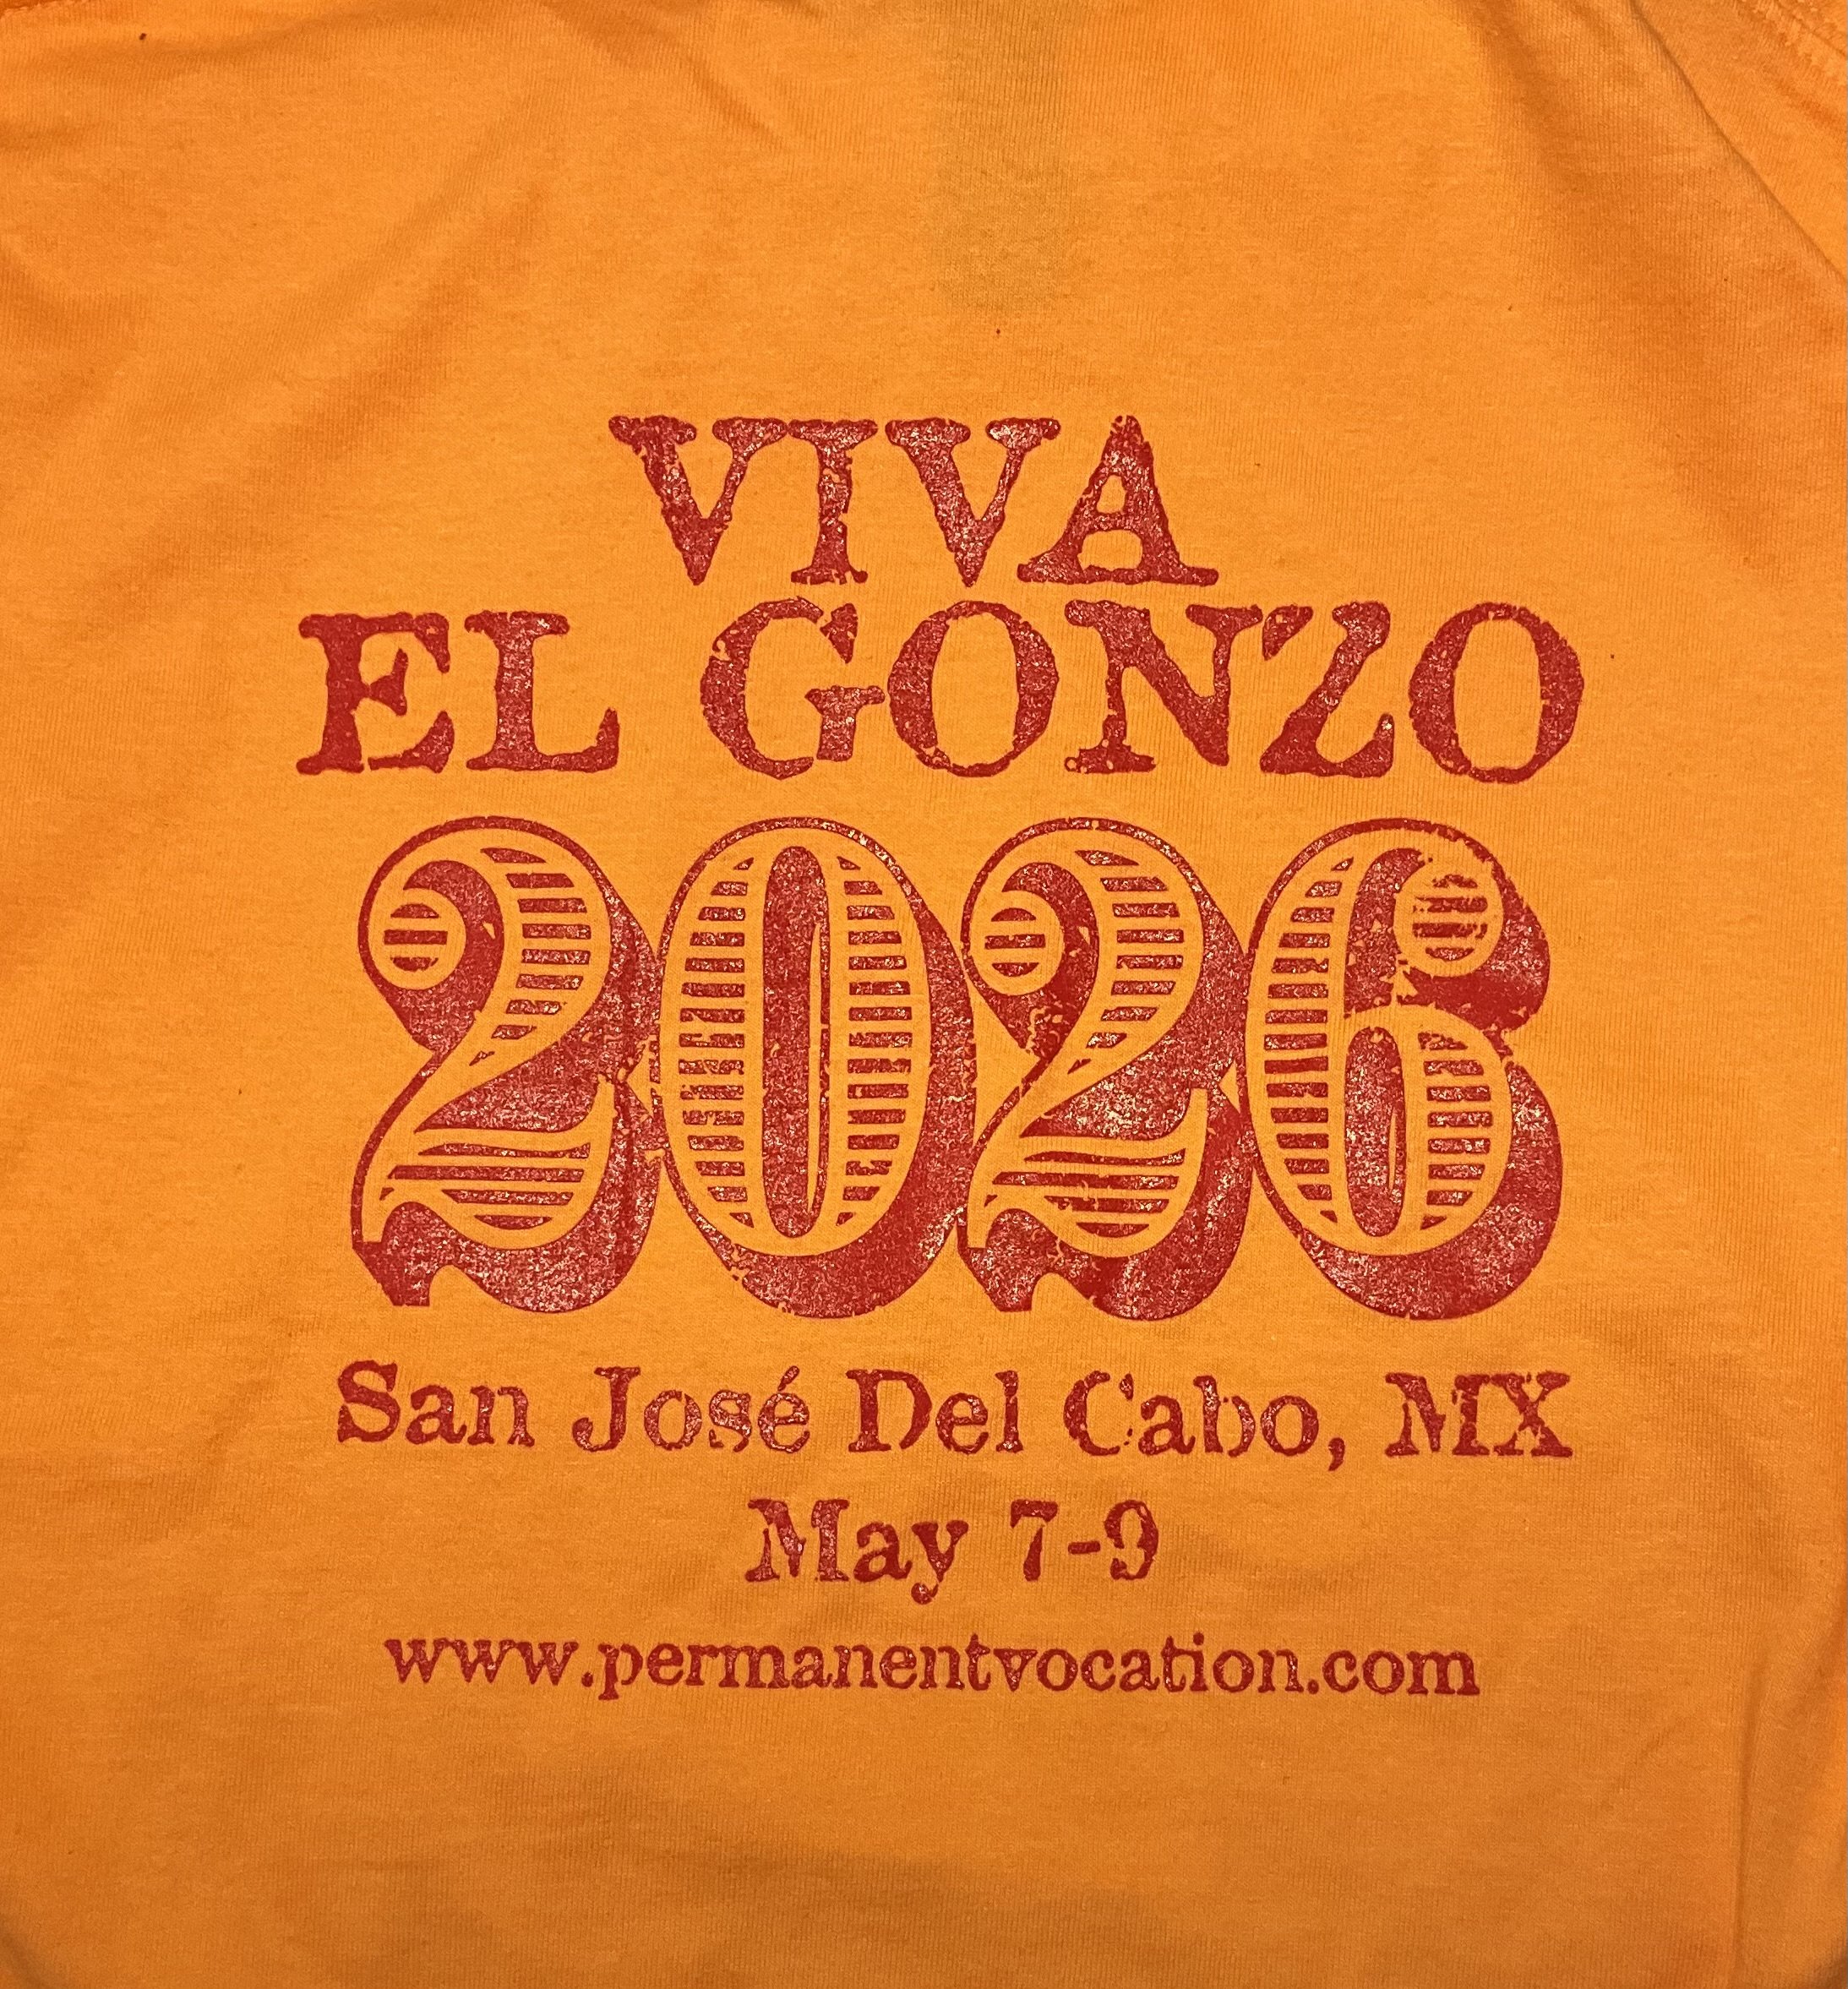 VIVA
EL GONZO
2026
San José Del Cabo, MX
May 7-9
www.permanentvocation.com